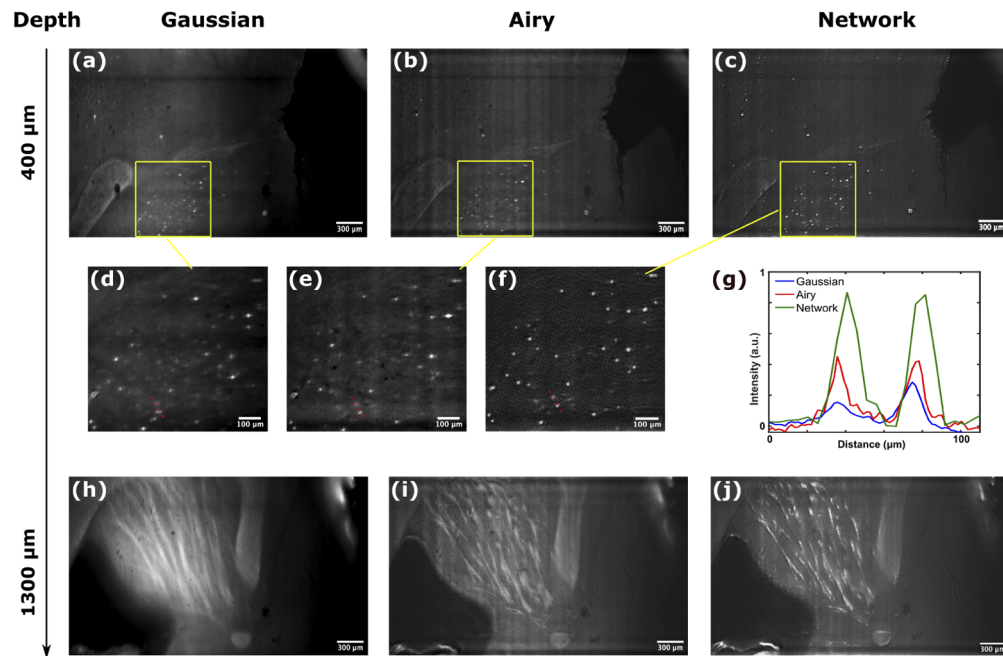 Depth Gaussian Airy Network
400 µm
(a) (b) (c)
300 µm 300 µm 300 µm
(d) (e) (f) (g)
100 µm 100 µm 100 µm
1
Gaussian
Airy
Network
Intensity (a.u.)
0
0 100
Distance (µm)
1300 µm
(h) (i) (j)
300 µm 300 µm 300 µm